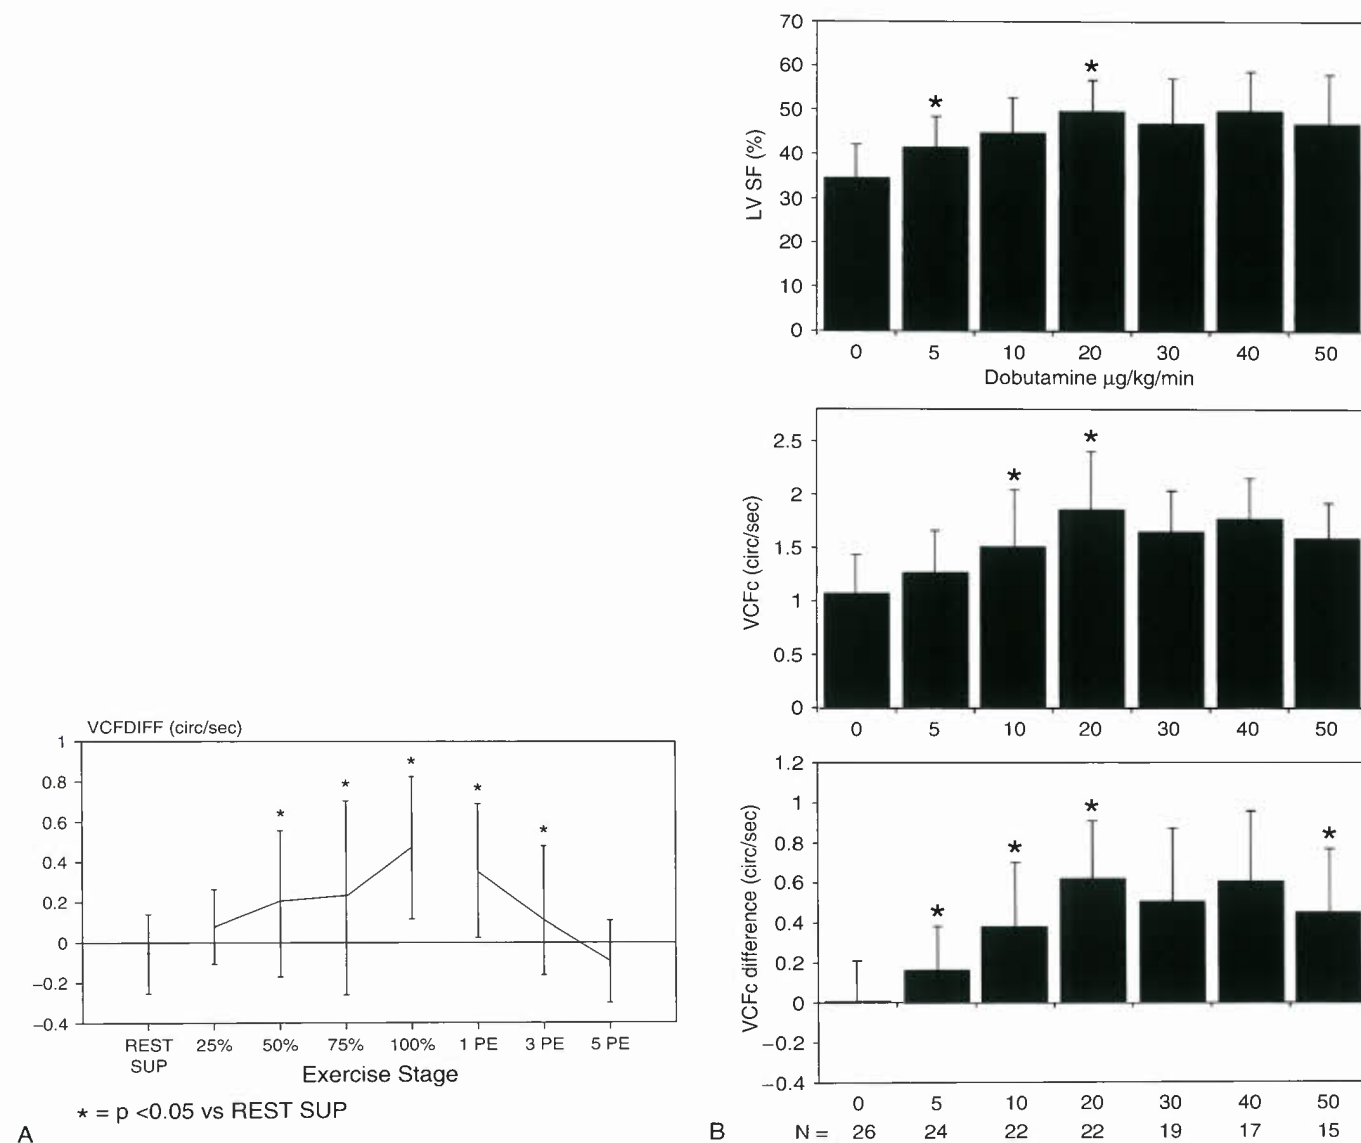 VCFDIFF (circ/sec)
1
0.8
0.6
0.4
0.2
0
−0.2
−0.4
* * * * *
REST SUP 25% 50% 75% 100% 1 PE 3 PE 5 PE
Exercise Stage
* = p <0.05 vs REST SUP
A
LV SF (%)
70
60
50
40
30
20
10
0
* *
0 5 10 20 30 40 50
Dobutamine μg/kg/min
VCFc (circ/sec)
2.5
2
1.5
1
0.5
0
* *
0 5 10 20 30 40 50
VCFc difference (circ/sec)
1.2
1
0.8
0.6
0.4
0.2
0
−0.2
−0.4
* * * *
0 5 10 20 30 40 50
B
N = 26 24 22 22 19 17 15